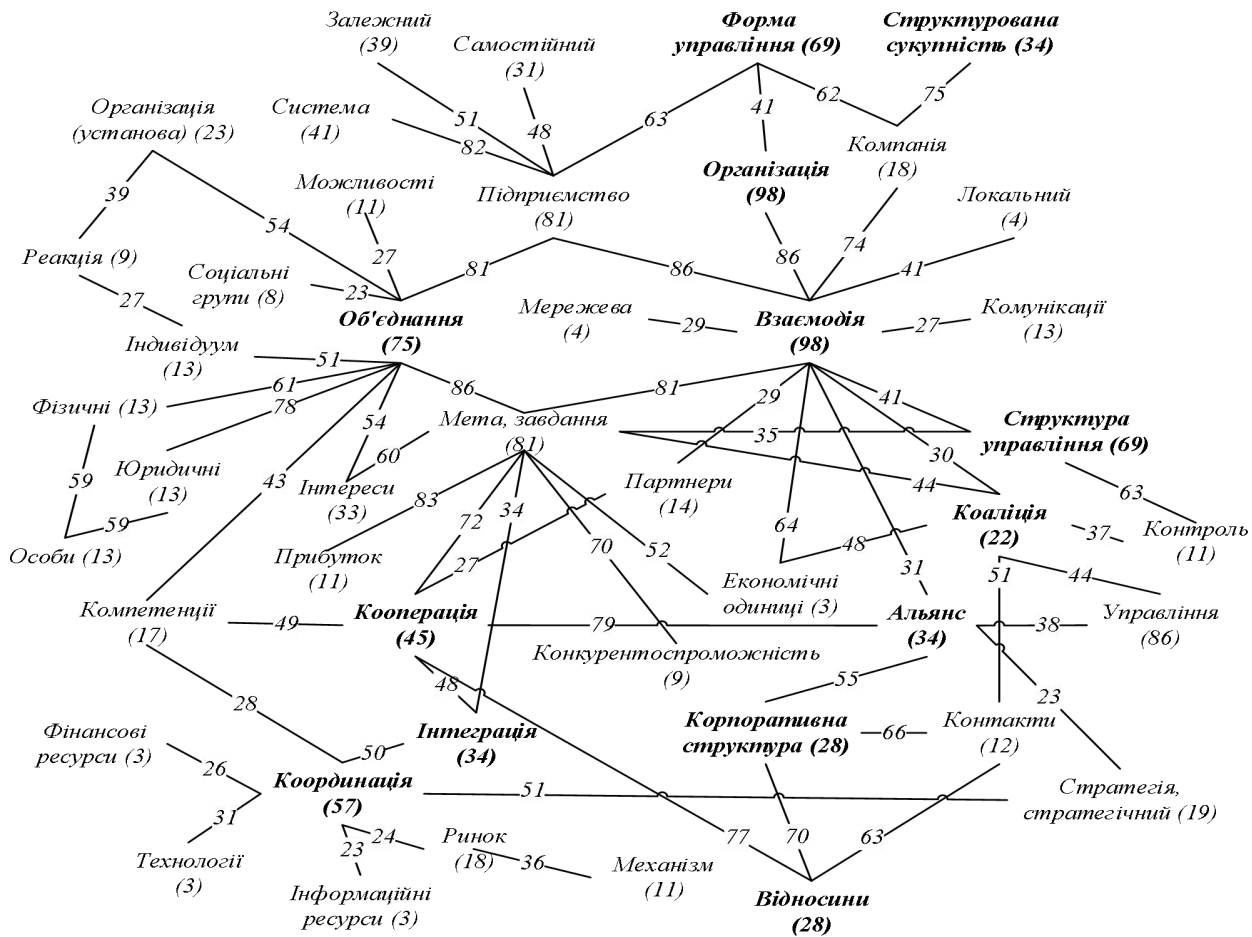 Залежний
(39)
Самостійний
(31)
Форма
управління (69)
Структурована
сукупність (34)
Організація
(установа) (23)
Система
(41)
51
48
82
63
41
62
75
Компанія
(18)
Організація
(98)
Можливості
(11)
Підприємство
(81)
Локальний
(4)
39
54
27
81
86
86
74
41
Реакція (9)
Соціальні
групи (8)
23
27
Об'єднання
(75)
Мережева
(4)
29
Взаємодія
(98)
27
Комунікації
(13)
Індивідуум
(13)
51
61
78
86
81
29
41
Фізичні (13)
54
Мета, завдання
(81)
35
30
Структура
управління (69)
60
59
Юридичні
(13)
43
Інтереси
(33)
83
34
Партнери
(14)
44
63
59
72
70
52
64
48
Коаліція
(22)
37
Контроль
(11)
Особи (13)
Прибуток
(11)
27
Економічні
одиниці (3)
31
51
44
Компетенції
(17)
49
Кооперація
(45)
79
Альянс
(34)
38
Управління
(86)
Конкурентоспроможність
(9)
48
55
23
28
Фінансові
ресурси (3)
Інтеграція
(34)
50
Корпоративна
структура (28)
66
Контакти
(12)
26
Координація
(57)
51
Стратегія,
стратегічний (19)
31
24
23
Ринок
(18)
36
77
70
63
Технології
(3)
Механізм
(11)
Інформаційні
ресурси (3)
Відносини
(28)